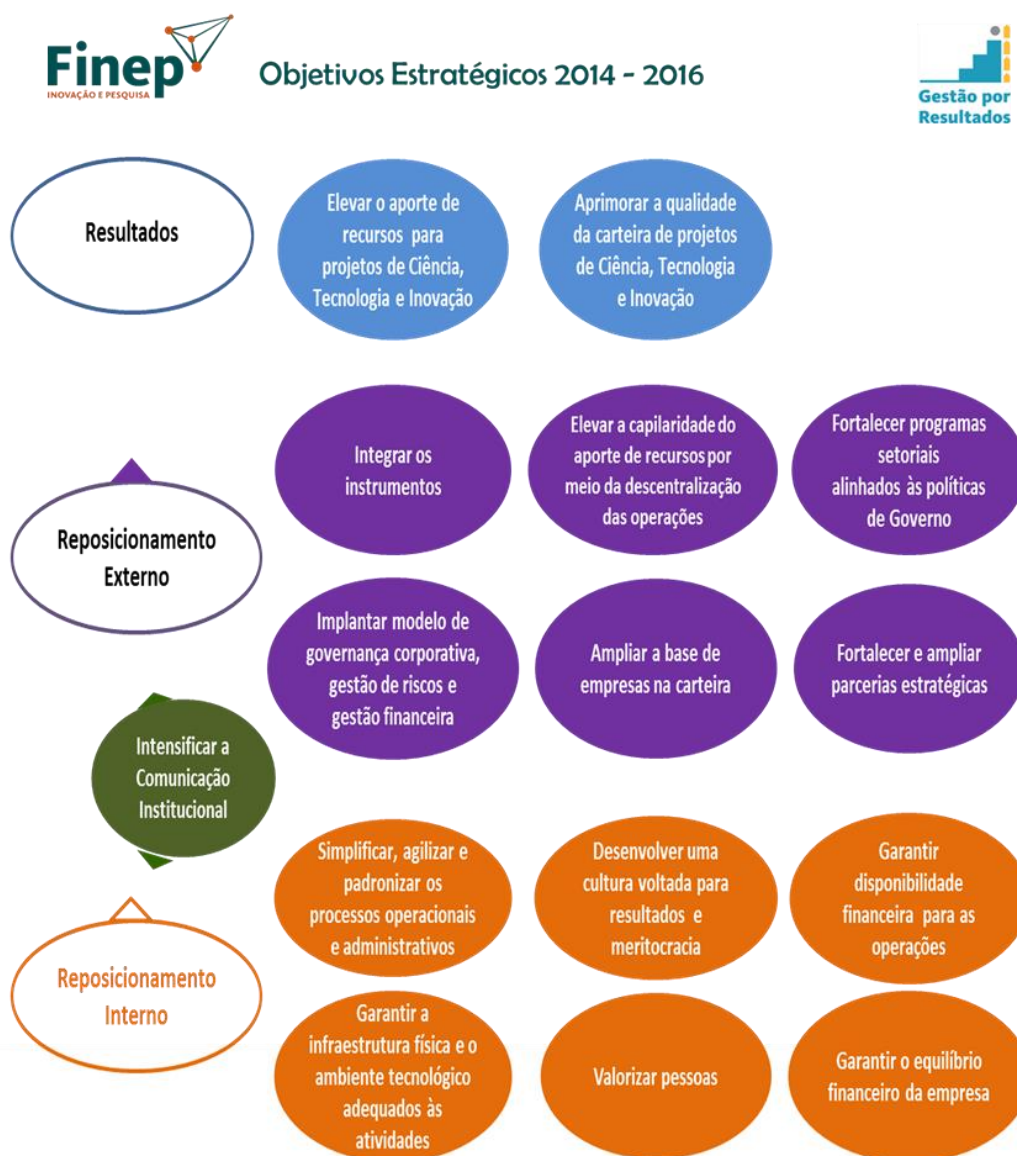 Finep
INOVAÇÃO E PESQUISA
Objetivos Estratégicos 2014 - 2016
Gestão por
Resultados
Resultados
Elevar o aporte de
recursos para
projetos de Ciência,
Tecnologia e Inovação
Aprimorar a qualidade
da carteira de projetos
de Ciência, Tecnologia
e Inovação
Reposicionamento
Externo
Integrar os
instrumentos
Elevar a capilaridade do
aporte de recursos por
meio da descentralização
das operações
Fortalecer programas
setoriais
alinhados às políticas
de Governo
Implantar modelo de
governança corporativa,
gestão de riscos e
gestão financeira
Ampliar a base de
empresas na carteira
Fortalecer e ampliar
parcerias estratégicas
Intensificar a
Comunicação
Institucional
Reposicionamento
Interno
Simplificar, agilizar e
padronizar os
processos operacionais
e administrativos
Desenvolver uma
cultura voltada para
resultados e
meritocracia
Garantir
disponibilidade
financeira para as
operações
Garantir a
infraestrutura física e o
ambiente tecnológico
adequados às
atividades
Valorizar pessoas
Garantir o equilíbrio
financeiro da empresa